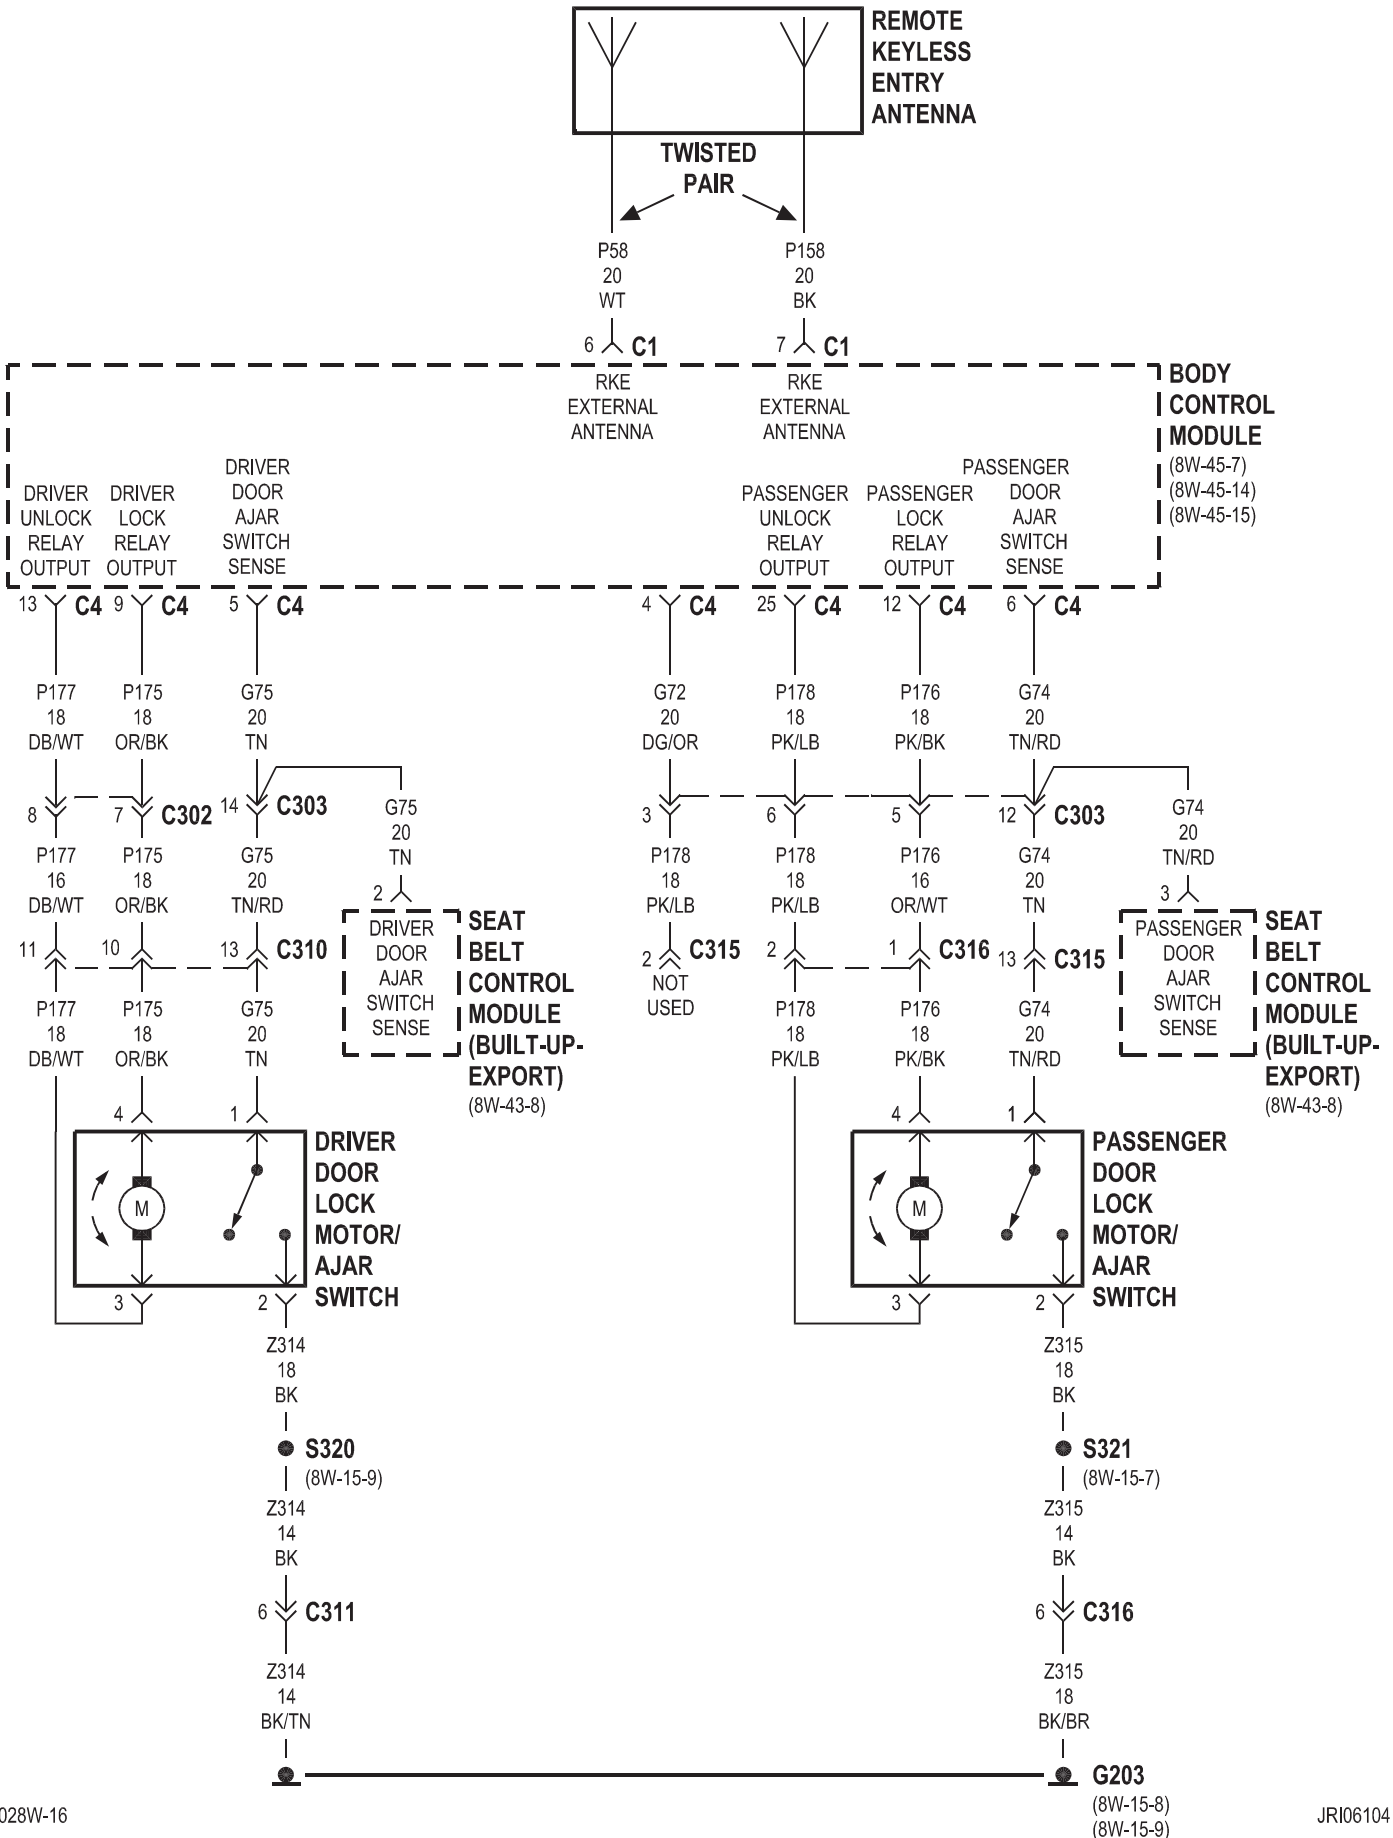 REMOTE
KEYLESS
ENTRY
ANTENNA
TWISTED
PAIR
P58
20
WT
P158
20
BK
6 C1
7 C1
RKE
EXTERNAL
ANTENNA
RKE
EXTERNAL
ANTENNA
BODY
CONTROL
MODULE
(8W-45-7)
(8W-45-14)
(8W-45-15)
DRIVER
UNLOCK
RELAY
OUTPUT
DRIVER
LOCK
RELAY
OUTPUT
DRIVER
DOOR
AJAR
SWITCH
SENSE
PASSENGER
UNLOCK
RELAY
OUTPUT
PASSENGER
LOCK
RELAY
OUTPUT
PASSENGER
DOOR
AJAR
SWITCH
SENSE
13 C4
9 C4
5 C4
4 C4
25 C4
12 C4
6 C4
P177
18
DB/WT
P175
18
OR/BK
G75
20
TN
G72
20
DG/OR
P178
18
PK/LB
P176
18
PK/BK
G74
20
TN/RD
8
7 C302
14 C303
G75
20
TN
2
3
6
5
12 C303
G74
20
TN/RD
3
P177
16
DB/WT
P175
18
OR/BK
G75
20
TN/RD
P178
18
PK/LB
P178
18
PK/LB
P176
16
OR/WT
G74
20
TN
11
10
13 C310
DRIVER
DOOR
AJAR
SWITCH
SENSE
SEAT
BELT
CONTROL
MODULE
(BUILT-UP-
EXPORT)
(8W-43-8)
2 C315
NOT
USED
2
1 C316
13 C315
PASSENGER
DOOR
AJAR
SWITCH
SENSE
SEAT
BELT
CONTROL
MODULE
(BUILT-UP-
EXPORT)
(8W-43-8)
P177
18
DB/WT
P175
18
OR/BK
G75
20
TN
P178
18
PK/LB
P176
18
PK/BK
G74
20
TN/RD
4
1
M
3
2
DRIVER
DOOR
LOCK
MOTOR/
AJAR
SWITCH
4
1
M
3
2
PASSENGER
DOOR
LOCK
MOTOR/
AJAR
SWITCH
Z314
18
BK
S320
(8W-15-9)
Z314
14
BK
6 C311
Z314
14
BK/TN
Z315
18
BK
S321
(8W-15-7)
Z315
14
BK
6 C316
Z315
18
BK/BR
G203
(8W-15-8)
(8W-15-9)
028W-16
JRI06104